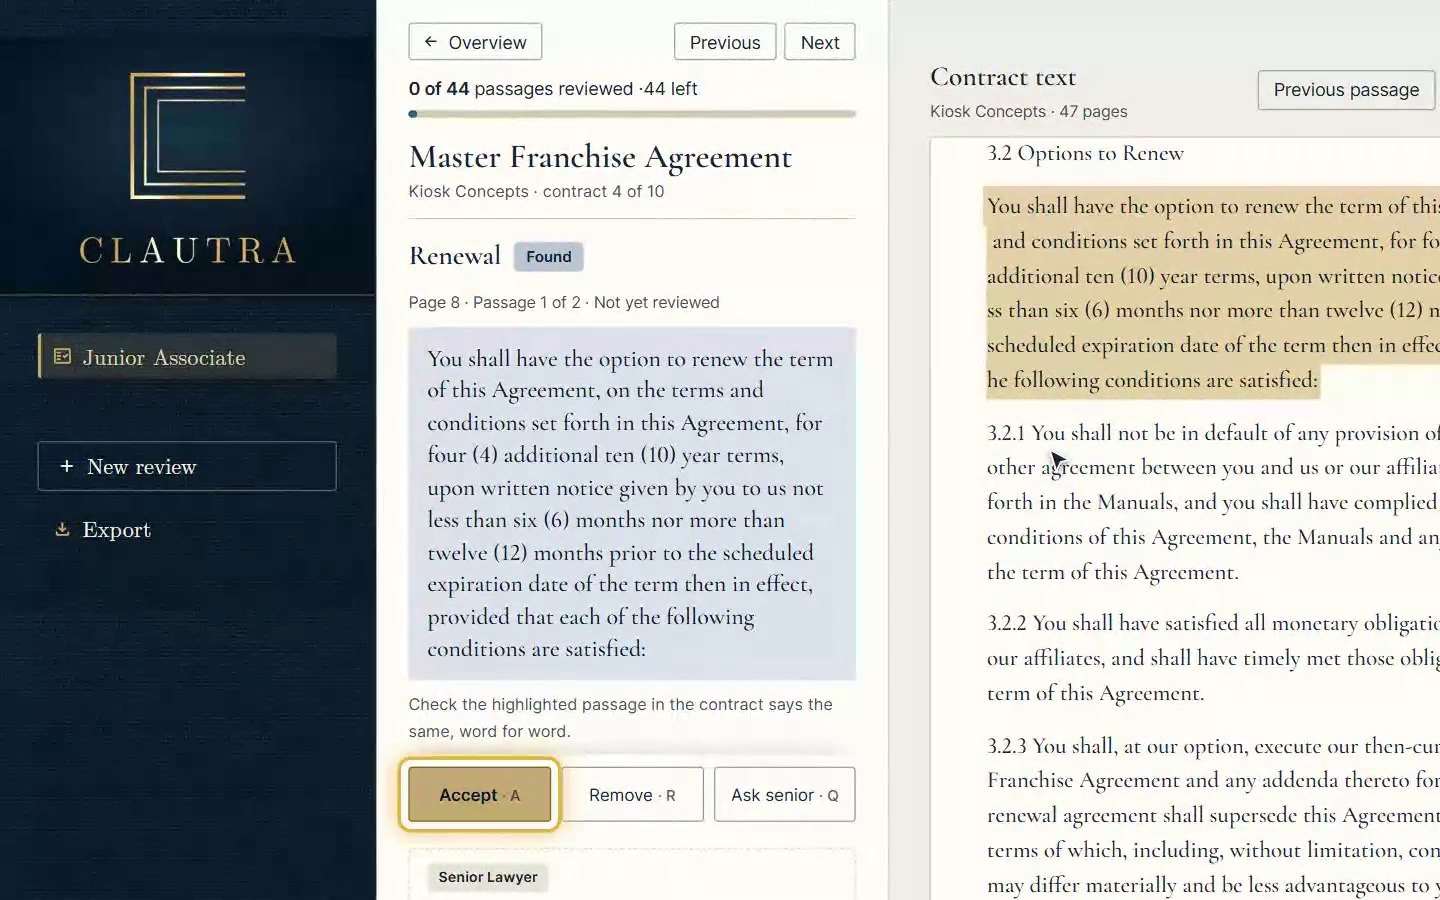 CLAUTRA
Junior Associate
+ New review
Export
← Overview
Previous
Next
0 of 44 passages reviewed ·44 left
Master Franchise Agreement
Kiosk Concepts · contract 4 of 10
Renewal
Found
Page 8 · Passage 1 of 2 · Not yet reviewed
You shall have the option to renew the term
of this Agreement, on the terms and
conditions set forth in this Agreement, for
four (4) additional ten (10) year terms,
upon written notice given by you to us not
less than six (6) months nor more than
twelve (12) months prior to the scheduled
expiration date of the term then in effect,
provided that each of the following
conditions are satisfied:
Check the highlighted passage in the contract says the
same, word for word.
Accept · A
Remove · R
Ask senior · Q
Senior Lawyer
Contract text
Kiosk Concepts · 47 pages
Previous passage
3.2 Options to Renew
You shall have the option to renew the term of this
and conditions set forth in this Agreement, for fo
additional ten (10) year terms, upon written notice
ss than six (6) months nor more than twelve (12) m
scheduled expiration date of the term then in effec
he following conditions are satisfied:
3.2.1 You shall not be in default of any provision of
other agreement between you and us or our affilia
forth in the Manuals, and you shall have complied
conditions of this Agreement, the Manuals and an
the term of this Agreement.
3.2.2 You shall have satisfied all monetary obligatio
our affiliates, and shall have timely met those oblig
term of this Agreement.
3.2.3 You shall, at our option, execute our then-cur
Franchise Agreement and any addenda thereto for
renewal agreement shall supersede this Agreement
terms of which, including, without limitation, con
may differ materially and be less advantageous to y